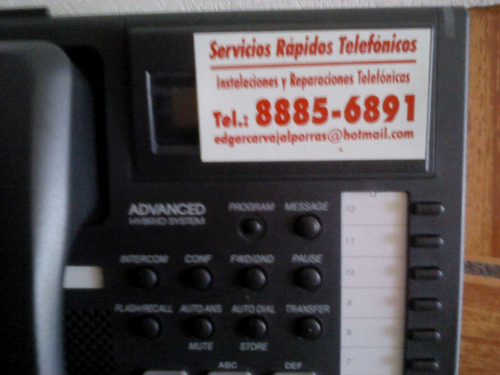 Servicios Rápidos Telefónicos
Instaleciones y Reparaciones Telefónicas
Tel.: 8885-6891
edgarcarvajalporras@hotmail.com
ADVANCED
HYBRID SYSTEM
PROGRAM MESSAGE
INTERCOM CONF FWD/DND PAUSE
FLASH/RECALL AUTO ANS AUTO DIAL TRANSFER
MUTE STORE
ABC DEF
12
11
10
9
8
7